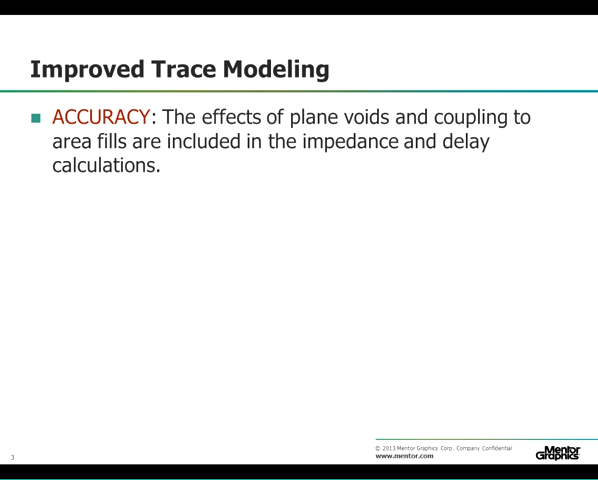 Improved Trace Modeling
ACCURACY: The effects of plane voids and coupling to
area fills are included in the impedance and delay
calculations.
© 2013 Mentor Graphics Corp. Company Confidential
www.mentor.com
3
Mentor
Graphics